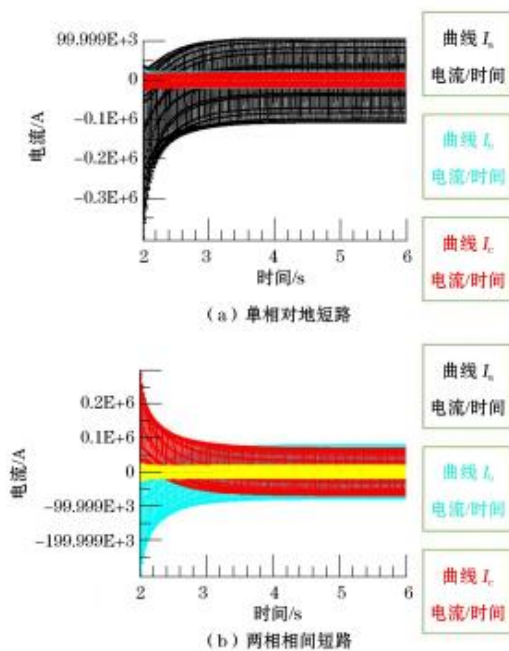 99.999E+3
0
-0.1E+6
-0.2E+6
-0.3E+6
电流/A
2 3 4 5 6
时间/s
(a) 单相对地短路
曲线 Ia
电流/时间
曲线 Ib
电流/时间
曲线 Ic
电流/时间
0.2E+6
0.1E+6
0
-99.999E+3
-199.999E+3
电流/A
2 3 4 5 6
时间/s
(b) 两相相间短路
曲线 Ia
电流/时间
曲线 Ib
电流/时间
曲线 Ic
电流/时间